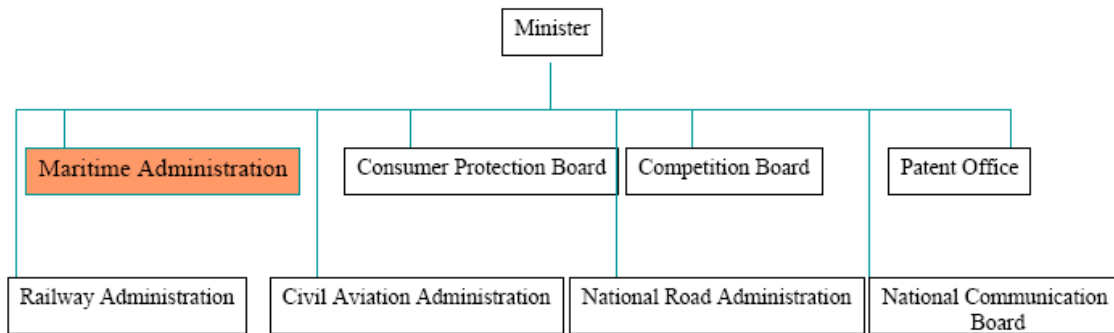 Minister
Maritime Administration
Consumer Protection Board
Competition Board
Patent Office
Railway Administration
Civil Aviation Administration
National Road Administration
National Communication
Board